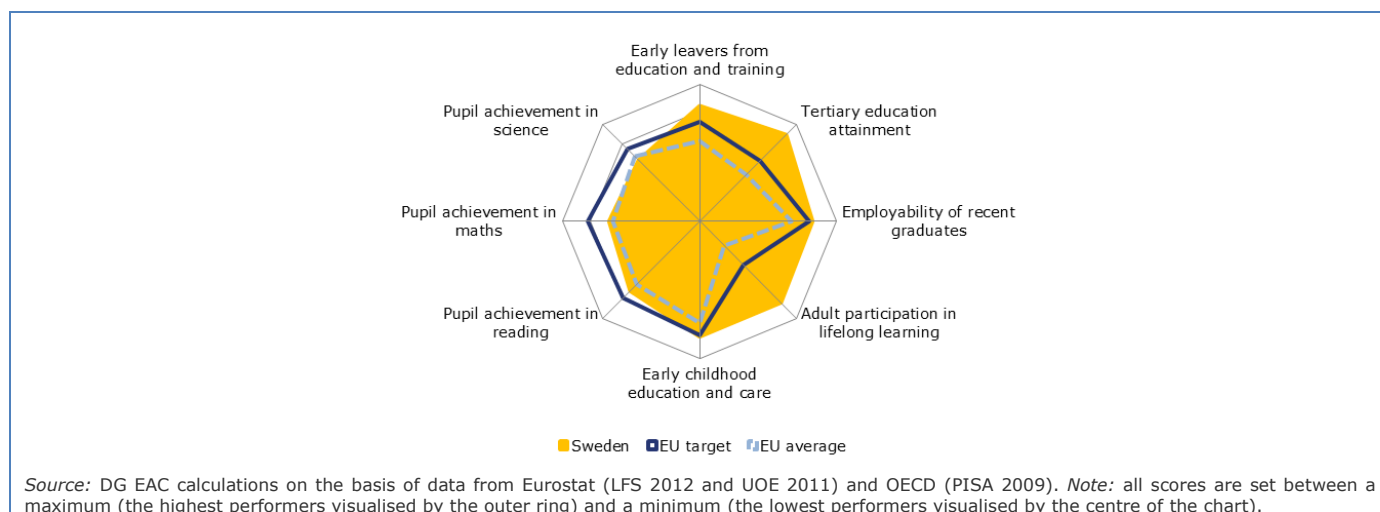 Early leavers from
education and training
Pupil achievement in
science
Tertiary education
attainment
Pupil achievement in
maths
Employability of recent
graduates
Pupil achievement in
reading
Adult participation in
lifelong learning
Early childhood
education and care
Sweden EU target EU average
Source: DG EAC calculations on the basis of data from Eurostat (LFS 2012 and UOE 2011) and OECD (PISA 2009). Note: all scores are set between a
maximum (the highest performers visualised by the outer ring) and a minimum (the lowest performers visualised by the centre of the chart).